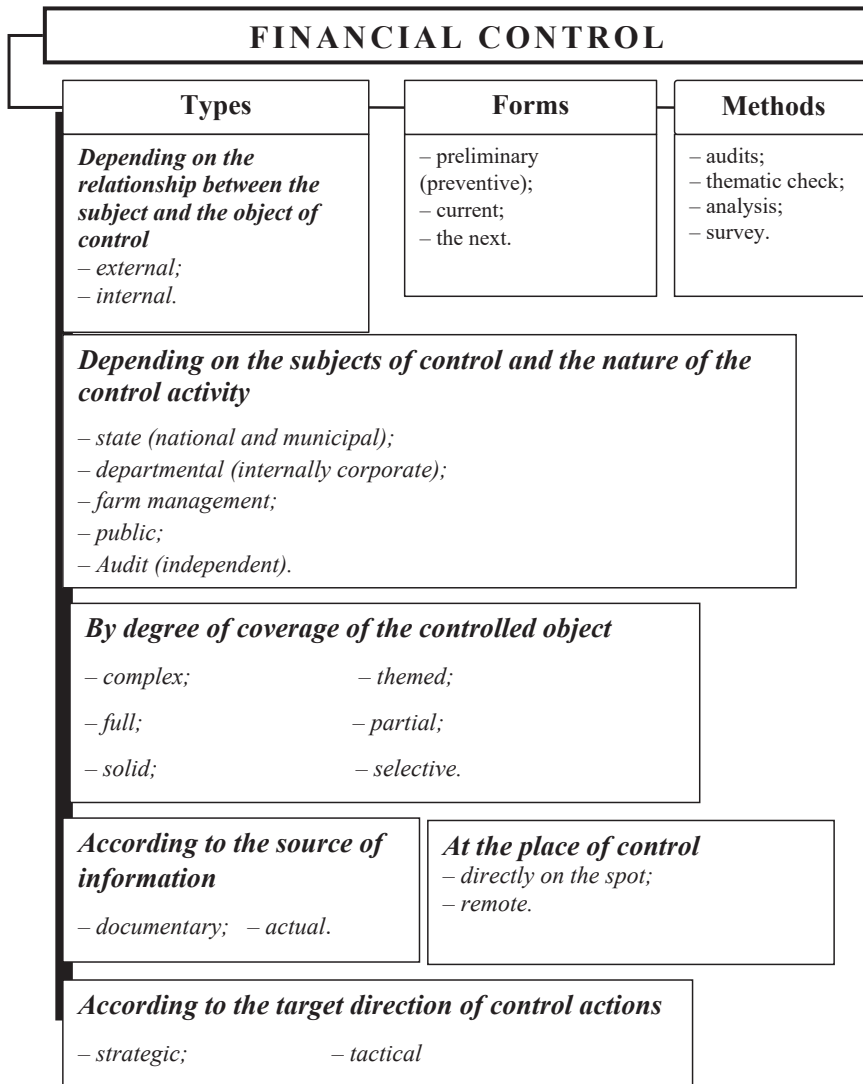 FINANCIAL CONTROL
Types
Depending on the
relationship between the
subject and the object of
control
– external;
– internal.
Forms
– preliminary
(preventive);
– current;
– the next.
Methods
– audits;
– thematic check;
– analysis;
– survey.
Depending on the subjects of control and the nature of the
control activity
– state (national and municipal);
– departmental (internally corporate);
– farm management;
– public;
– Audit (independent).
By degree of coverage of the controlled object
– complex; – themed;
– full; – partial;
– solid; – selective.
According to the source of
information
– documentary; – actual.
At the place of control
– directly on the spot;
– remote.
According to the target direction of control actions
– strategic; – tactical